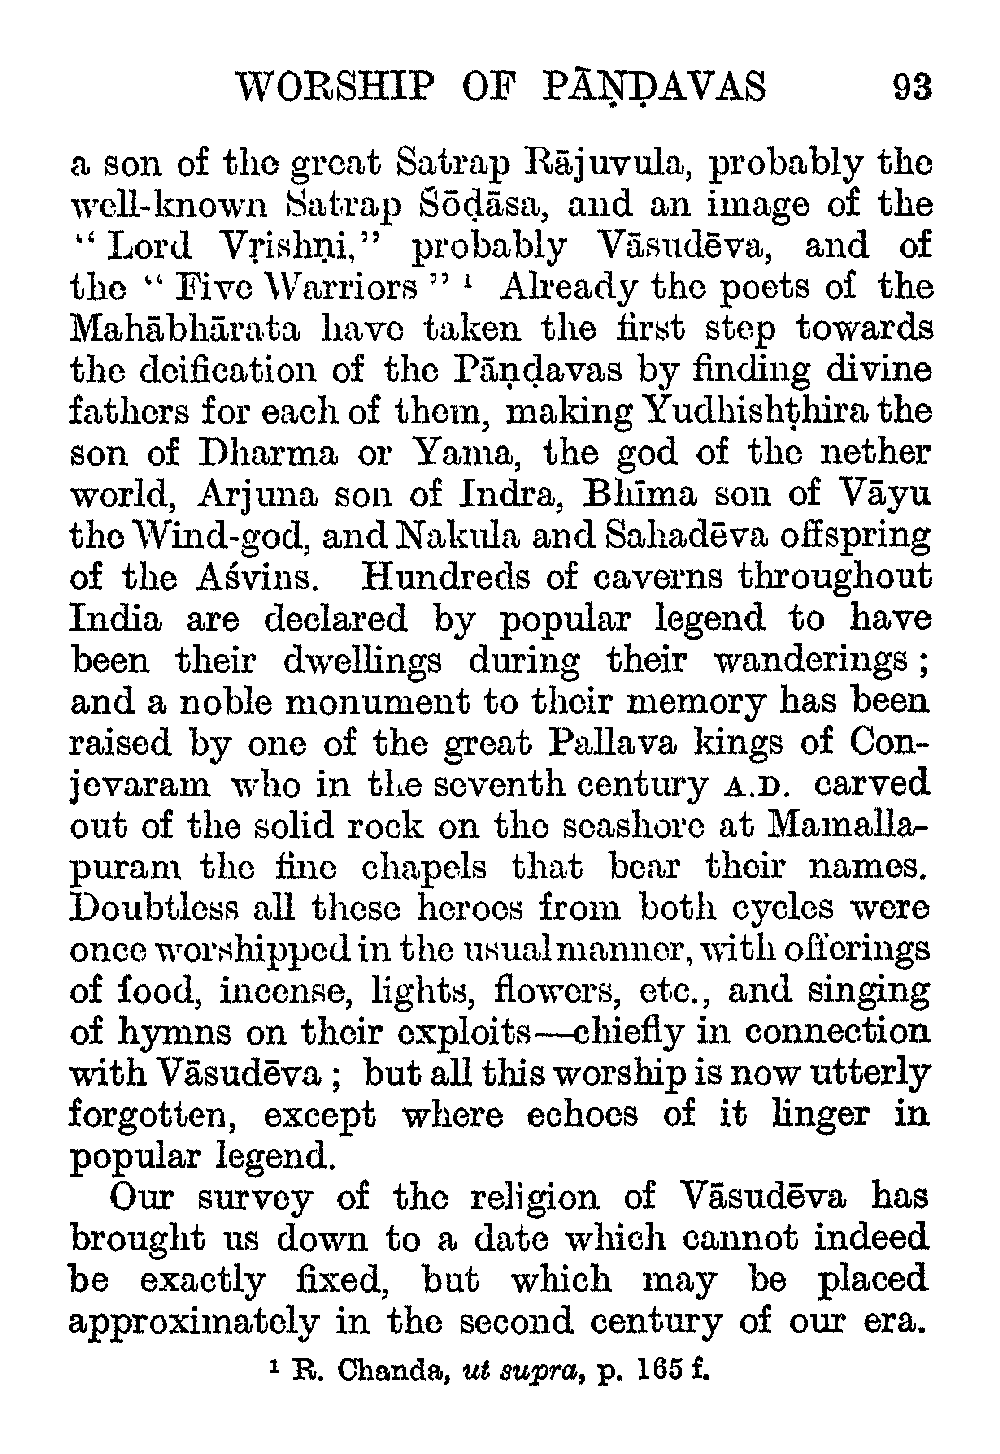 WORSHIP OF PĀṆḌAVAS 93
a son of the great Satrap Rājuvula, probably the
well-known Satrap Śōḍāsa, and an image of the
“ Lord Vṛishṇi,” probably Vāsudēva, and of
the “ Five Warriors ” ¹ Already the poets of the
Mahābhārata have taken the first step towards
the deification of the Pāṇḍavas by finding divine
fathers for each of them, making Yudhishṭhira the
son of Dharma or Yama, the god of the nether
world, Arjuna son of Indra, Bhīma son of Vāyu
the Wind-god, and Nakula and Sahadēva offspring
of the Aśvins. Hundreds of caverns throughout
India are declared by popular legend to have
been their dwellings during their wanderings ;
and a noble monument to their memory has been
raised by one of the great Pallava kings of Con-
jevaram who in the seventh century A.D. carved
out of the solid rock on the seashore at Mamalla-
puram the fine chapels that bear their names.
Doubtless all these heroes from both cycles were
once worshipped in the usual manner, with offerings
of food, incense, lights, flowers, etc., and singing
of hymns on their exploits—chiefly in connection
with Vāsudēva ; but all this worship is now utterly
forgotten, except where echoes of it linger in
popular legend.
Our survey of the religion of Vāsudēva has
brought us down to a date which cannot indeed
be exactly fixed, but which may be placed
approximately in the second century of our era.
¹ R. Chanda, ut supra, p. 165 f.